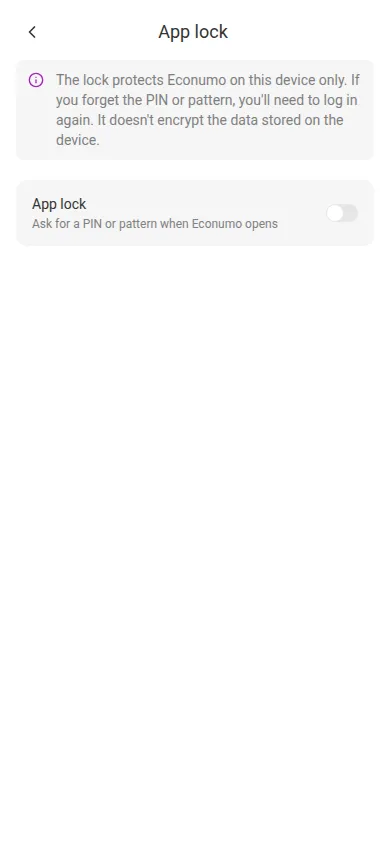 App lock
The lock protects Econumo on this device only. If
you forget the PIN or pattern, you'll need to log in
again. It doesn't encrypt the data stored on the
device.
App lock
Ask for a PIN or pattern when Econumo opens